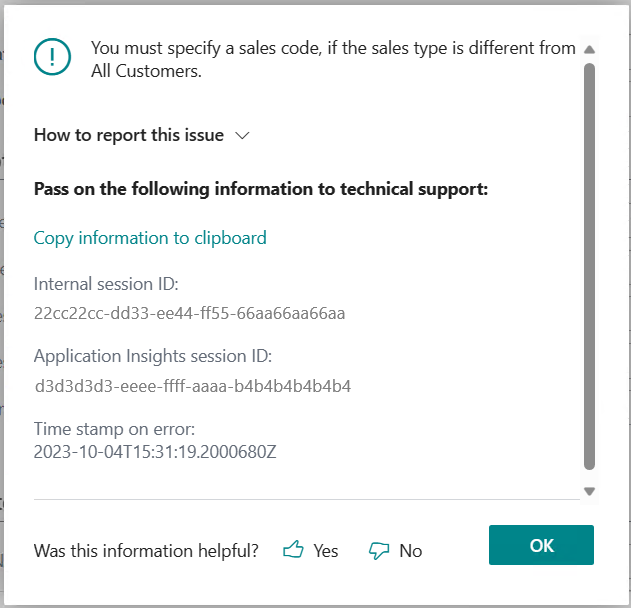 You must specify a sales code, if the sales type is different from
All Customers.
How to report this issue
Pass on the following information to technical support:
Copy information to clipboard
Internal session ID:
22cc22cc-dd33-ee44-ff55-66aa66aa66aa
Application Insights session ID:
d3d3d3d3-eeee-ffff-aaaa-b4b4b4b4b4b4
Time stamp on error:
2023-10-04T15:31:19.2000680Z
Was this information helpful? Yes No OK